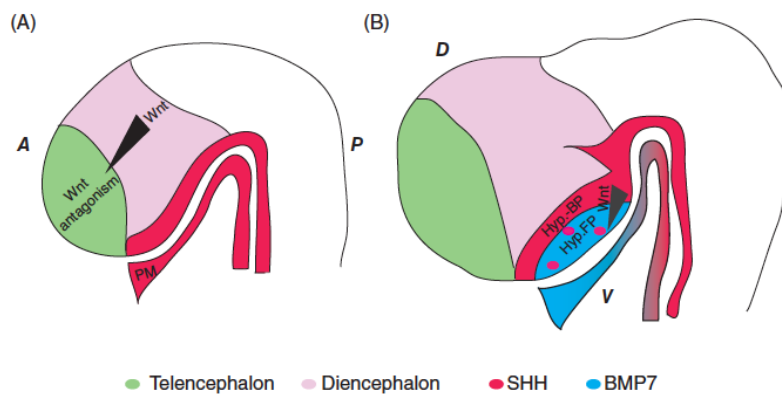 (A)
(B)
D
A
P
Wnt
Wnt
antagonism
PM
Wnt
Hyp.-BP
Hyp.FP
V
Telencephalon
Diencephalon
SHH
BMP7